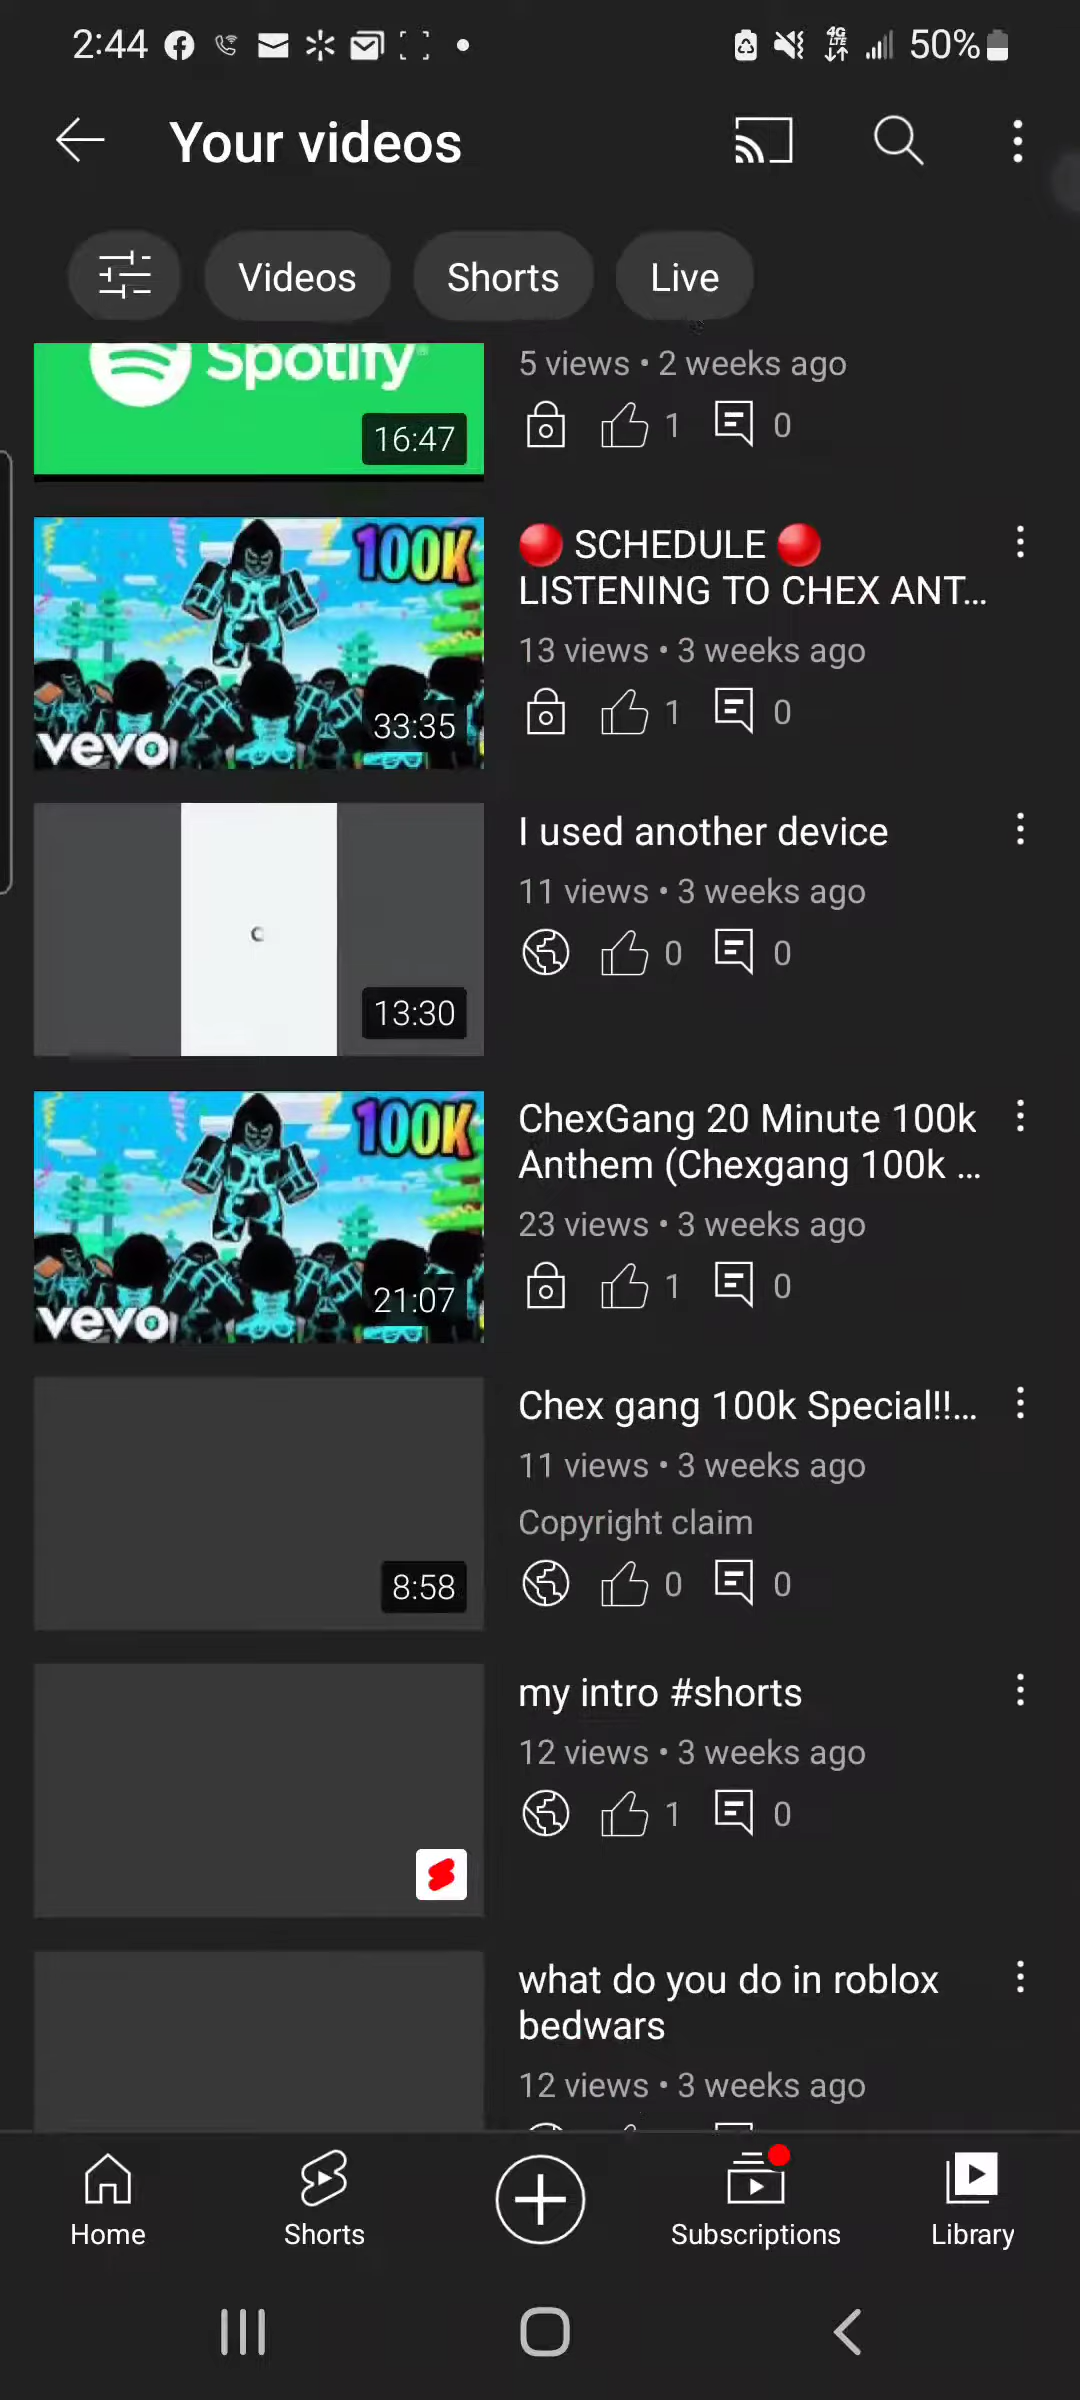 2:44
4G
LTE
50%
Your videos
Videos
Shorts
Live
Spotify
16:47
5 views • 2 weeks ago
1
0
100K
vevo
33:35
🔴 SCHEDULE 🔴
LISTENING TO CHEX ANT...
13 views • 3 weeks ago
1
0
13:30
I used another device
11 views • 3 weeks ago
0
0
100K
vevo
21:07
ChexGang 20 Minute 100k
Anthem (Chexgang 100k ...
23 views • 3 weeks ago
1
0
8:58
Chex gang 100k Special!!...
11 views • 3 weeks ago
Copyright claim
0
0
my intro #shorts
12 views • 3 weeks ago
1
0
what do you do in roblox
bedwars
12 views • 3 weeks ago
Home
Shorts
Subscriptions
Library